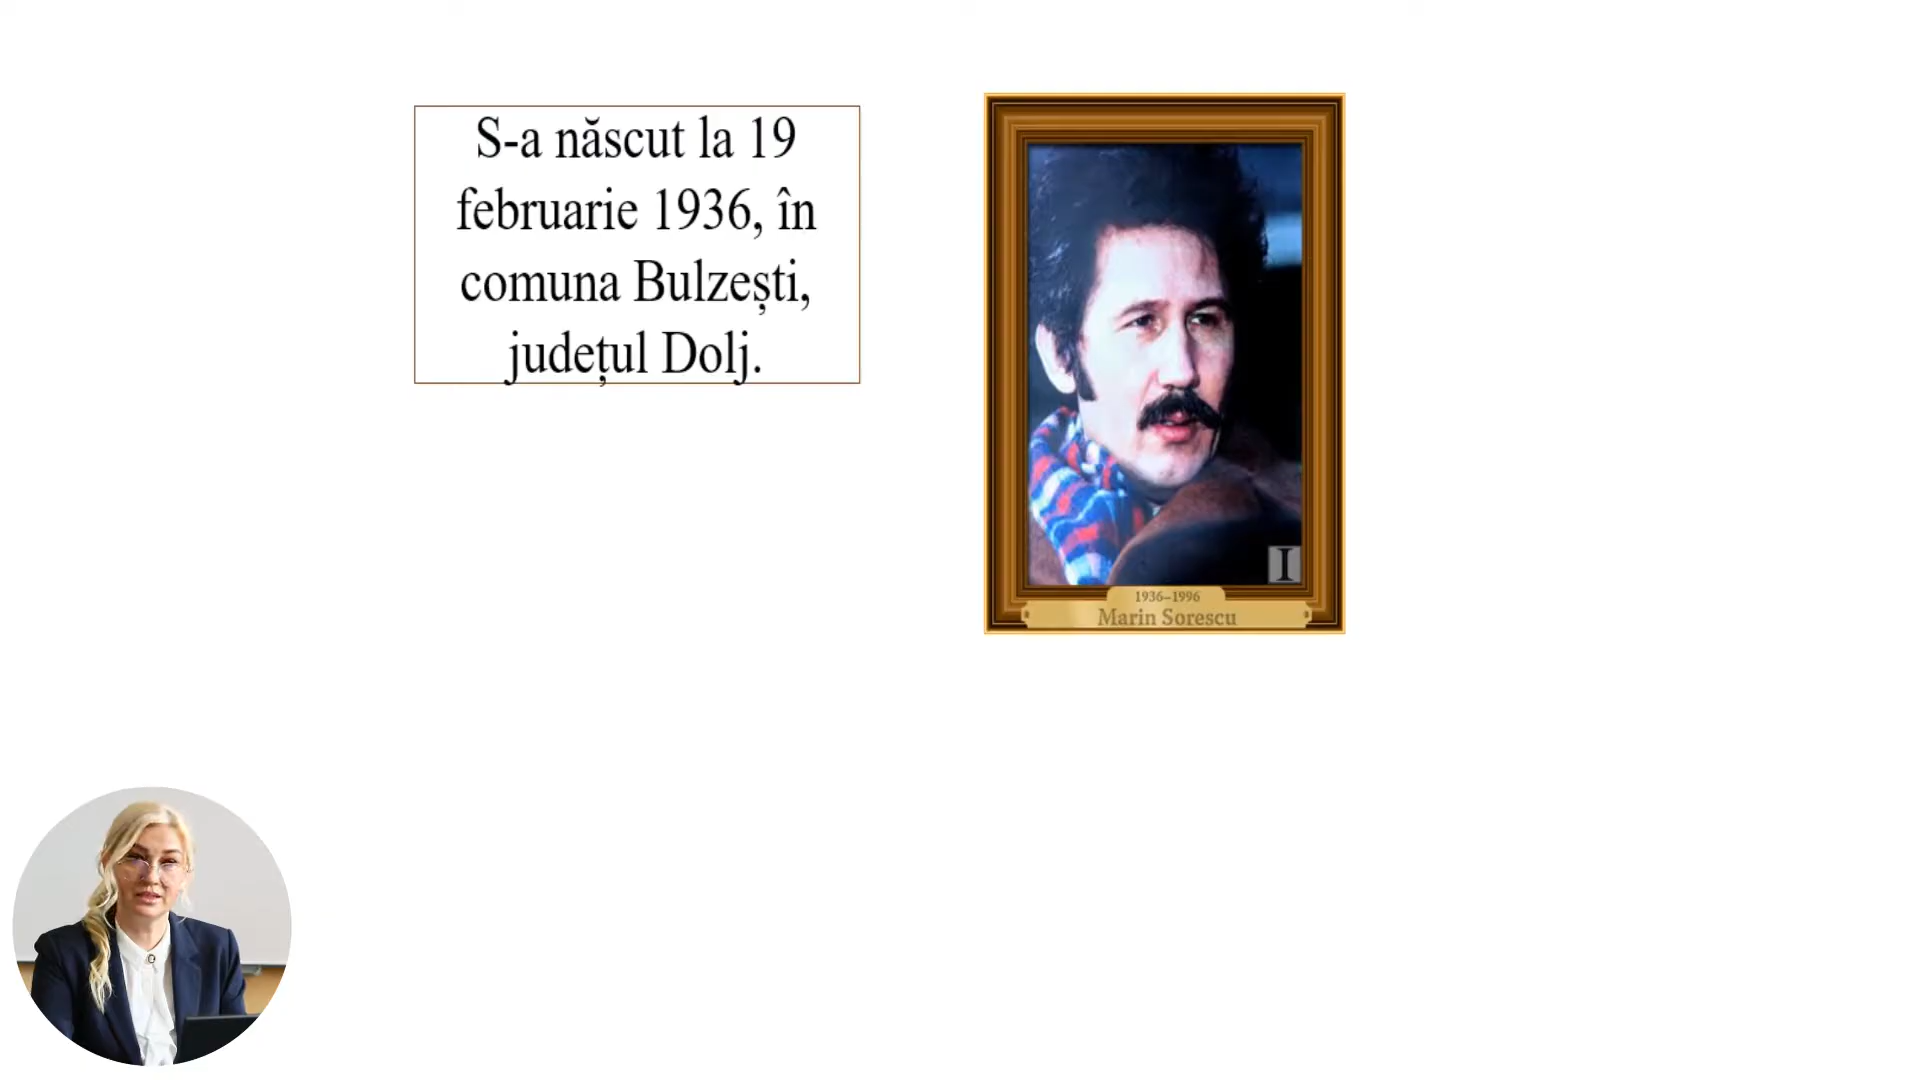 S-a născut la 19
februarie 1936, în
comuna Bulzești,
județul Dolj.
I
1936–1996
Marin Sorescu